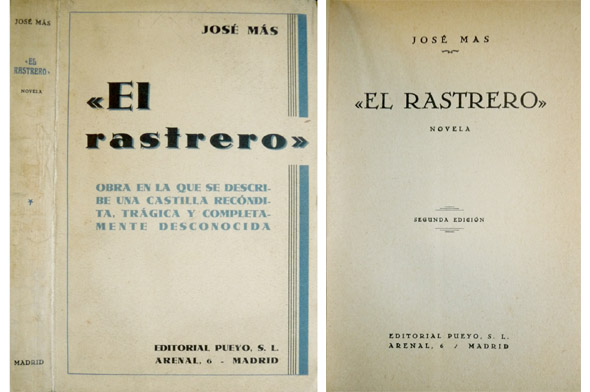 JOSÉ MÁS
«EL
RASTRERO»
NOVELA
MADRID
JOSÉ MÁS
«El
rastrero»
OBRA EN LA QUE SE DESCRI-
BE UNA CASTILLA RECÓNDI-
TA, TRÁGICA Y COMPLETA-
MENTE DESCONOCIDA
EDITORIAL PUEYO, S. L.
ARENAL, 6 - MADRID
JOSÉ MAS
«EL RASTRERO»
NOVELA
SEGUNDA EDICIÓN
EDITORIAL PUEYO, S. L.
ARENAL, 6 / MADRID